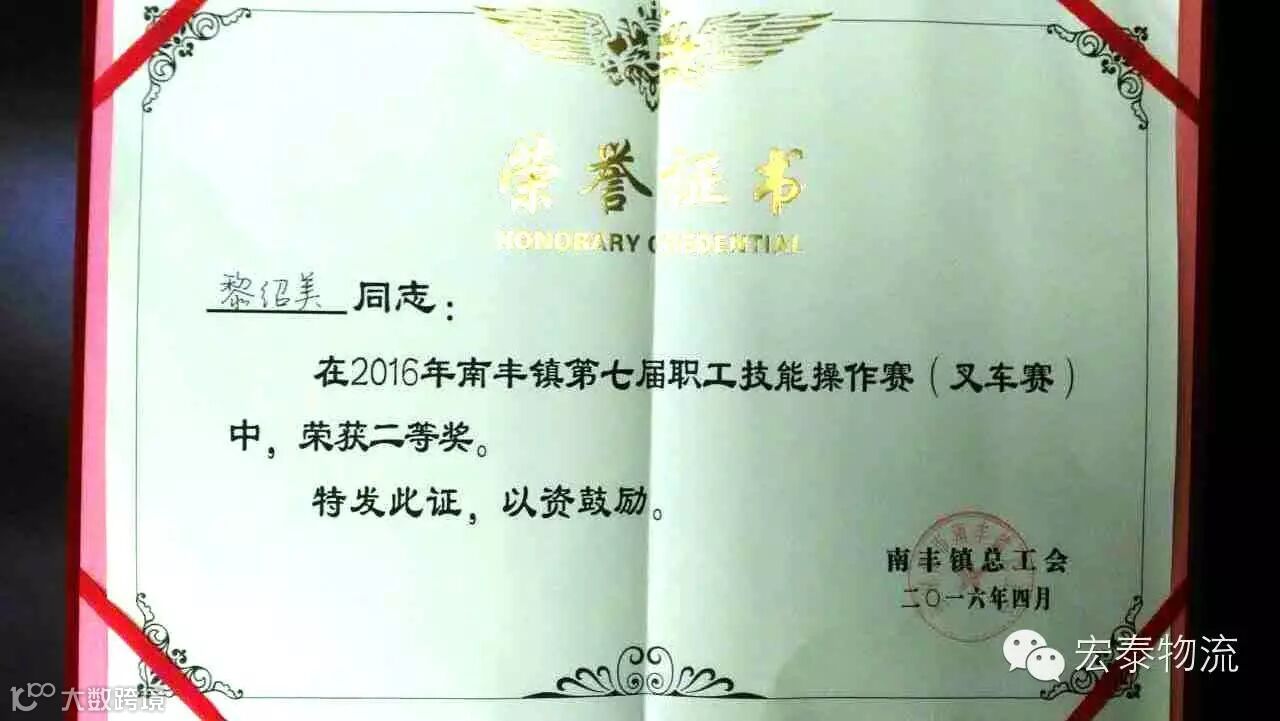 荣誉证书
HONORARY CREDENTIAL
黎绍美 同志：
在2016年南丰镇第七届职工技能操作赛（叉车赛）
中，荣获二等奖。
特发此证，以资鼓励。
南丰镇总工会
二〇一六年四月
宏泰物流
10100 大数跨境